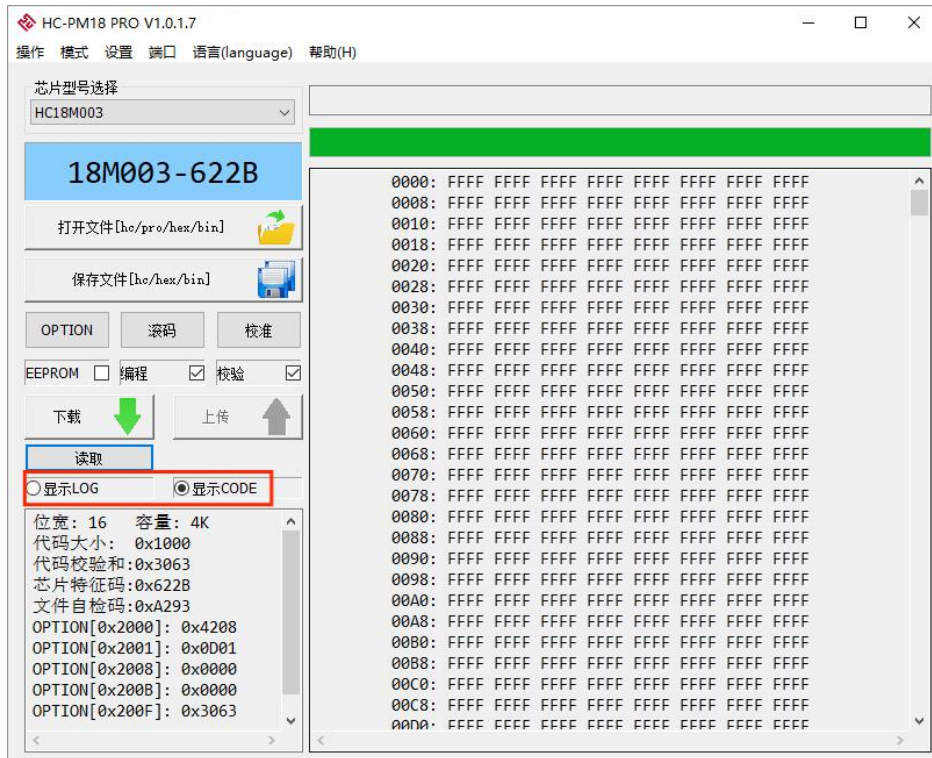 HC-PM18 PRO V1.0.1.7
操作 模式 设置 端口 语言(language) 帮助(H)
芯片型号选择
HC18M003
18M003-622B
打开文件[hc/pro/hex/bin]
保存文件[hc/hex/bin]
OPTION 滚码 校准
EEPROM 编程 校验
下载 上传
读取
显示LOG 显示CODE
位宽: 16 容量: 4K
代码大小: 0x1000
代码校验和:0x3063
芯片特征码:0x622B
文件自检码:0xA293
OPTION[0x2000]: 0x4208
OPTION[0x2001]: 0x0D01
OPTION[0x2008]: 0x0000
OPTION[0x200B]: 0x0000
OPTION[0x200F]: 0x3063
0000: FFFF FFFF FFFF FFFF FFFF FFFF FFFF FFFF
0008: FFFF FFFF FFFF FFFF FFFF FFFF FFFF FFFF
0010: FFFF FFFF FFFF FFFF FFFF FFFF FFFF FFFF
0018: FFFF FFFF FFFF FFFF FFFF FFFF FFFF FFFF
0020: FFFF FFFF FFFF FFFF FFFF FFFF FFFF FFFF
0028: FFFF FFFF FFFF FFFF FFFF FFFF FFFF FFFF
0030: FFFF FFFF FFFF FFFF FFFF FFFF FFFF FFFF
0038: FFFF FFFF FFFF FFFF FFFF FFFF FFFF FFFF
0040: FFFF FFFF FFFF FFFF FFFF FFFF FFFF FFFF
0048: FFFF FFFF FFFF FFFF FFFF FFFF FFFF FFFF
0050: FFFF FFFF FFFF FFFF FFFF FFFF FFFF FFFF
0058: FFFF FFFF FFFF FFFF FFFF FFFF FFFF FFFF
0060: FFFF FFFF FFFF FFFF FFFF FFFF FFFF FFFF
0068: FFFF FFFF FFFF FFFF FFFF FFFF FFFF FFFF
0070: FFFF FFFF FFFF FFFF FFFF FFFF FFFF FFFF
0078: FFFF FFFF FFFF FFFF FFFF FFFF FFFF FFFF
0080: FFFF FFFF FFFF FFFF FFFF FFFF FFFF FFFF
0088: FFFF FFFF FFFF FFFF FFFF FFFF FFFF FFFF
0090: FFFF FFFF FFFF FFFF FFFF FFFF FFFF FFFF
0098: FFFF FFFF FFFF FFFF FFFF FFFF FFFF FFFF
00A0: FFFF FFFF FFFF FFFF FFFF FFFF FFFF FFFF
00A8: FFFF FFFF FFFF FFFF FFFF FFFF FFFF FFFF
00B0: FFFF FFFF FFFF FFFF FFFF FFFF FFFF FFFF
00B8: FFFF FFFF FFFF FFFF FFFF FFFF FFFF FFFF
00C0: FFFF FFFF FFFF FFFF FFFF FFFF FFFF FFFF
00C8: FFFF FFFF FFFF FFFF FFFF FFFF FFFF FFFF
00D0: FFFF FFFF FFFF FFFF FFFF FFFF FFFF FFFF